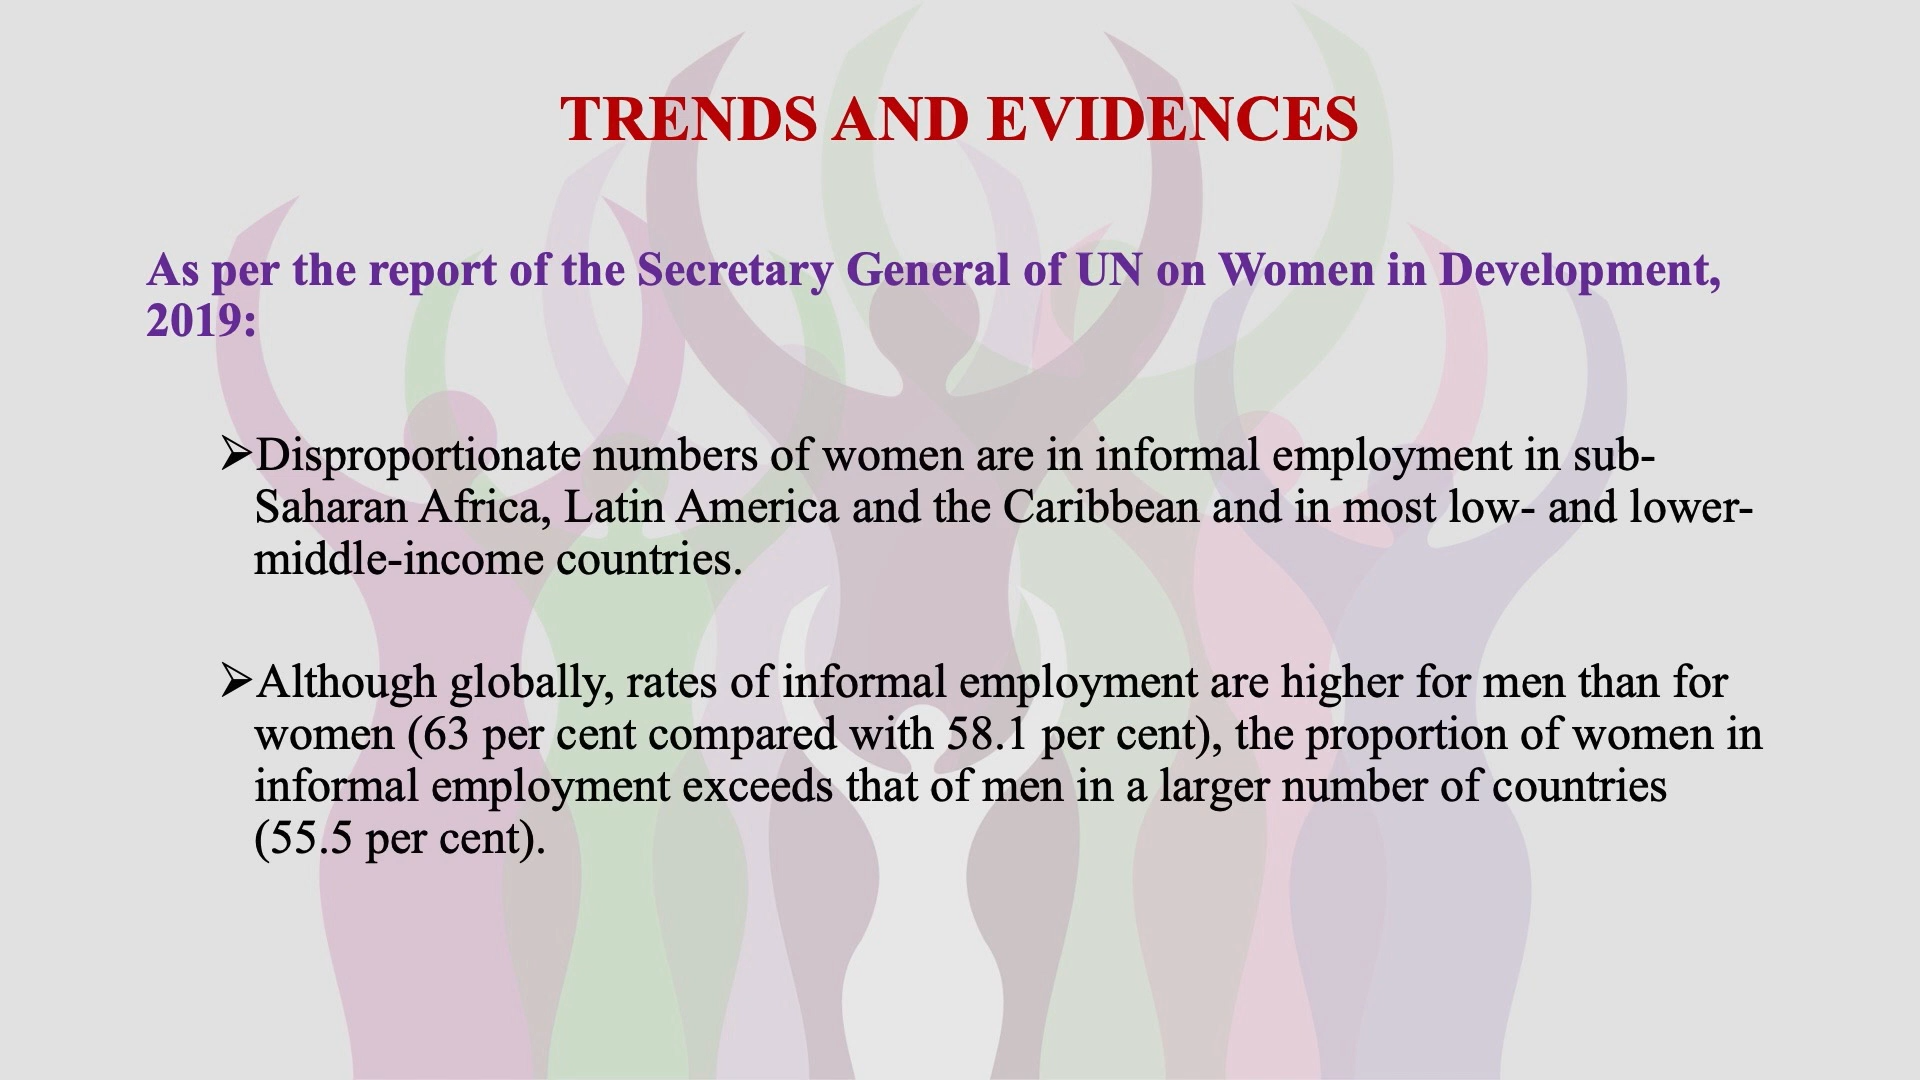 TRENDS AND EVIDENCES
As per the report of the Secretary General of UN on Women in Development,
2019:
➢Disproportionate numbers of women are in informal employment in sub-
Saharan Africa, Latin America and the Caribbean and in most low- and lower-
middle-income countries.
➢Although globally, rates of informal employment are higher for men than for
women (63 per cent compared with 58.1 per cent), the proportion of women in
informal employment exceeds that of men in a larger number of countries
(55.5 per cent).